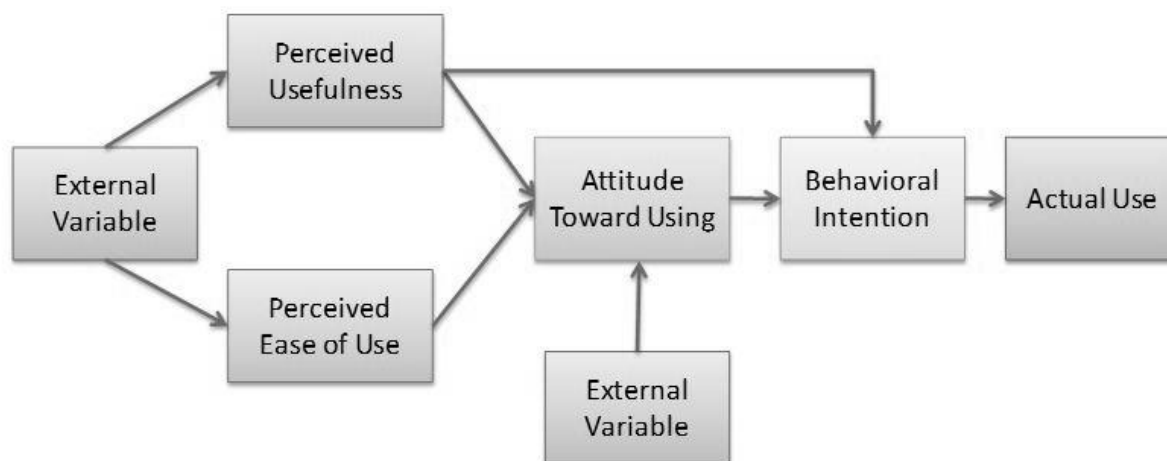 Perceived
Usefulness
External
Variable
Attitude
Toward Using
Behavioral
Intention
Actual Use
Perceived
Ease of Use
External
Variable